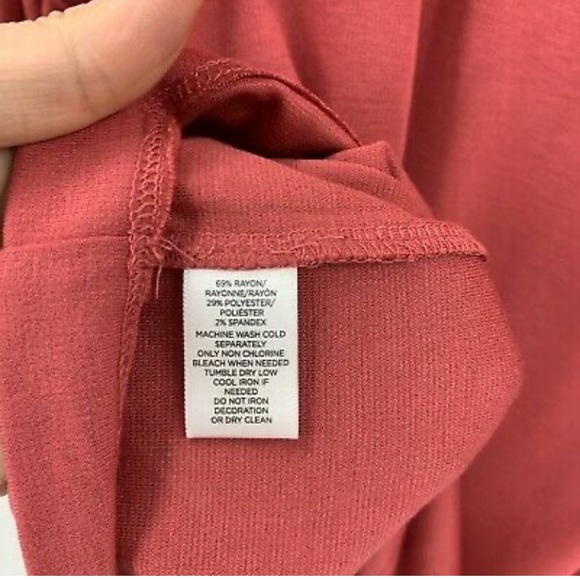 69% RAYON/
RAYONNE/RAYÓN
29% POLYESTER/
POLIÉSTER
2% SPANDEX
MACHINE WASH COLD
SEPARATELY
ONLY NON CHLORINE
BLEACH WHEN NEEDED
TUMBLE DRY LOW
COOL IRON IF
NEEDED
DO NOT IRON
DECORATION
OR DRY CLEAN